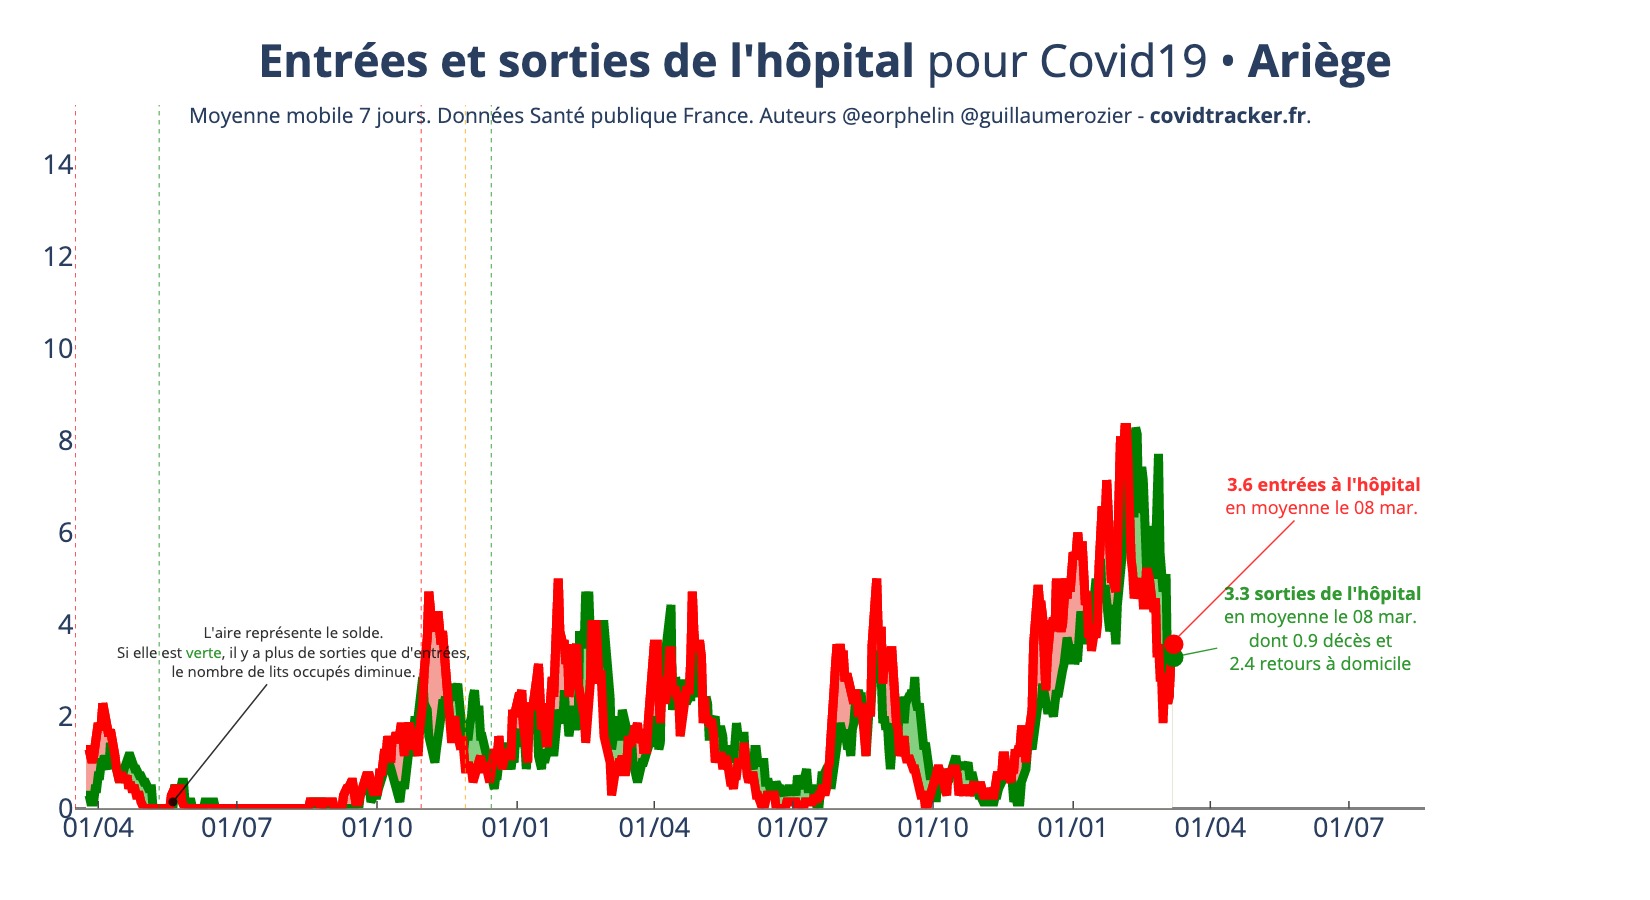 Entrées et sorties de l'hôpital pour Covid19 • Ariège
Moyenne mobile 7 jours. Données Santé publique France. Auteurs @eorphelin @guillaumerozier - covidtracker.fr.
14
12
10
8
6
4
2
0
3.6 entrées à l'hôpital
en moyenne le 08 mar.
3.3 sorties de l'hôpital
en moyenne le 08 mar.
dont 0.9 décès et
2.4 retours à domicile
L'aire représente le solde.
Si elle est verte, il y a plus de sorties que d'entrées,
le nombre de lits occupés diminue.
01/04 01/07 01/10 01/01 01/04 01/07 01/10 01/01 01/04 01/07